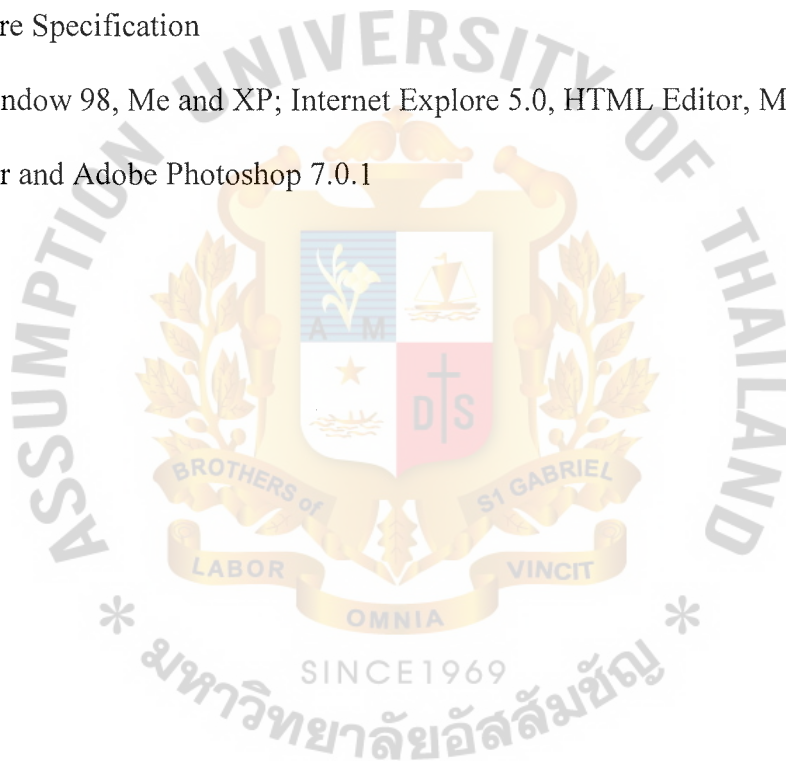 re Specification
ndow 98, Me and XP; Internet Explore 5.0, HTML Editor, M
r and Adobe Photoshop 7.0.1
ASSUMPTION UNIVERSITY OF THAILAND
A M
D S
BROTHERS of S1 GABRIEL
LABOR VINCIT
OMNIA
* *
SINCE1969
มหาวิทยาลัยอัสสัมชัญ